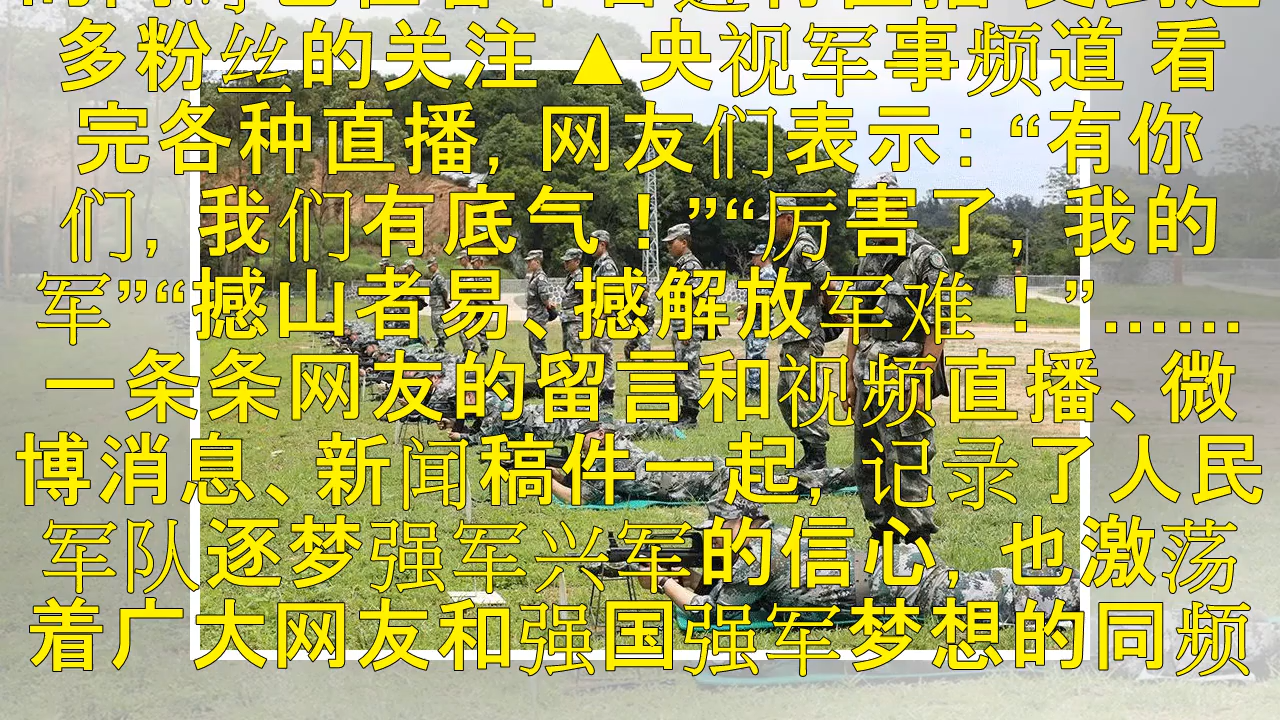 多粉丝的关注 ▲央视军事频道 看
完各种直播, 网友们表示: “有你
们, 我们有底气！”“厉害了, 我的
军”“撼山者易、撼解放军难！” ……
一条条网友的留言和视频直播、微
博消息、新闻稿件一起, 记录了人民
军队逐梦强军兴军的信心, 也激荡
着广大网友和强国强军梦想的同频